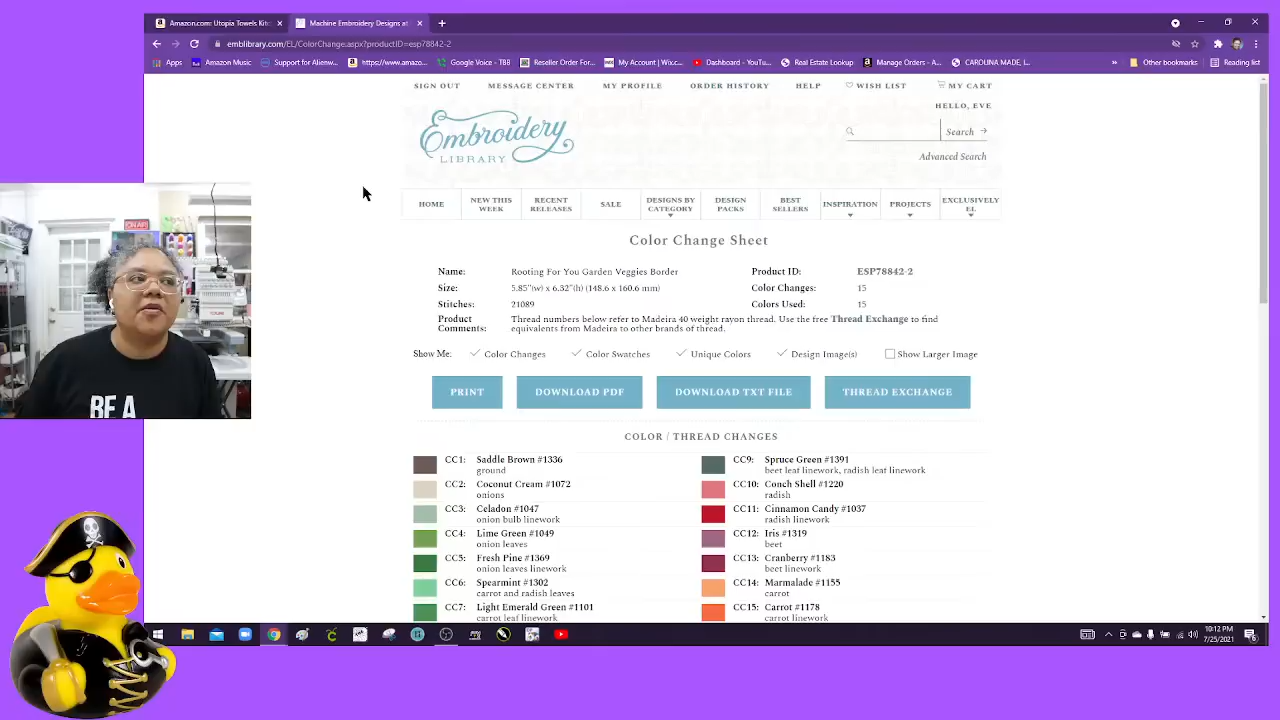 Amazon.com: Utopia Towels Kitc
Machine Embroidery Designs at
emblibrary.com/EL/ColorChange.aspx?productID=esp78842-2
Apps
Amazon Music
Support for Alienw...
https://www.amazo...
Google Voice - TBB
Reseller Order For...
My Account | Wix.c...
Dashboard - YouTu...
Real Estate Lookup
Manage Orders - A...
CAROLINA MADE, I...
Other bookmarks
Reading list
SIGN OUT MESSAGE CENTER MY PROFILE ORDER HISTORY HELP WISH LIST MY CART
HELLO, EVE
Embroidery
LIBRARY
Search
Advanced Search
HOME
NEW THIS
WEEK
RECENT
RELEASES
SALE
DESIGNS BY
CATEGORY
DESIGN
PACKS
BEST
SELLERS
INSPIRATION
PROJECTS
EXCLUSIVELY
EL
Color Change Sheet
Name: Rooting For You Garden Veggies Border Product ID: ESP78842-2
Size: 5.85"(w) x 6.32"(h) (148.6 x 160.6 mm) Color Changes: 15
Stitches: 21089 Colors Used: 15
Product Comments: Thread numbers below refer to Madeira 40 weight rayon thread. Use the free Thread Exchange to find
equivalents from Madeira to other brands of thread.
Show Me: Color Changes Color Swatches Unique Colors Design Image(s) Show Larger Image
PRINT DOWNLOAD PDF DOWNLOAD TXT FILE THREAD EXCHANGE
COLOR / THREAD CHANGES
CC1: Saddle Brown #1336
ground
CC2: Coconut Cream #1072
onions
CC3: Celadon #1047
onion bulb linework
CC4: Lime Green #1049
onion leaves
CC5: Fresh Pine #1369
onion leaves linework
CC6: Spearmint #1302
carrot and radish leaves
CC7: Light Emerald Green #1101
carrot leaf linework
CC9: Spruce Green #1391
beet leaf linework, radish leaf linework
CC10: Conch Shell #1220
radish
CC11: Cinnamon Candy #1037
radish linework
CC12: Iris #1319
beet
CC13: Cranberry #1183
beet linework
CC14: Marmalade #1155
carrot
CC15: Carrot #1178
carrot linework
ON AIR
BE A
10:12 PM
7/25/2021